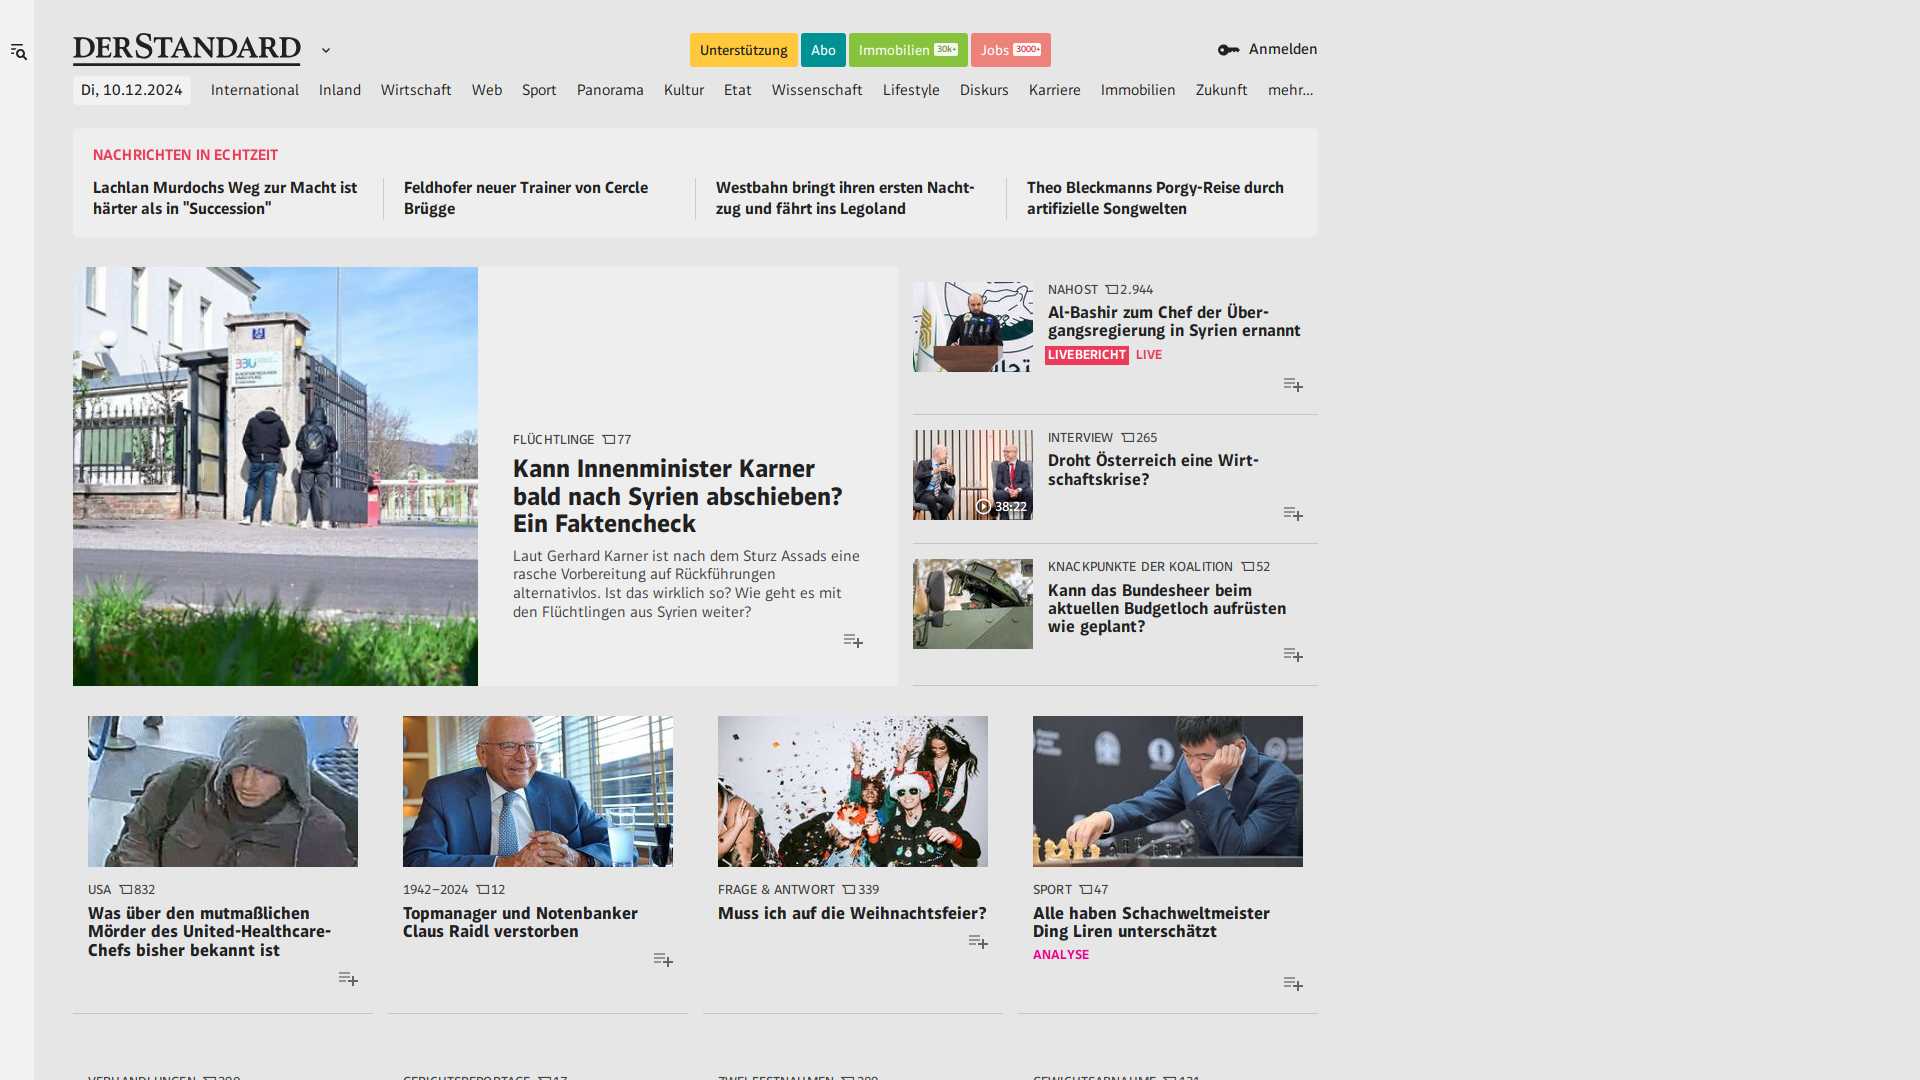 DERSTANDARD
Unterstützung Abo Immobilien 30k+ Jobs 3000+
Anmelden
Di, 10.12.2024 International Inland Wirtschaft Web Sport Panorama Kultur Etat Wissenschaft Lifestyle Diskurs Karriere Immobilien Zukunft mehr...
NACHRICHTEN IN ECHTZEIT
Lachlan Murdochs Weg zur Macht ist
härter als in "Succession"
Feldhofer neuer Trainer von Cercle
Brügge
Westbahn bringt ihren ersten Nacht-
zug und fährt ins Legoland
Theo Bleckmanns Porgy-Reise durch
artifizielle Songwelten
FLÜCHTLINGE 77
Kann Innenminister Karner
bald nach Syrien abschieben?
Ein Faktencheck
Laut Gerhard Karner ist nach dem Sturz Assads eine
rasche Vorbereitung auf Rückführungen
alternativlos. Ist das wirklich so? Wie geht es mit
den Flüchtlingen aus Syrien weiter?
NAHOST 2.944
Al-Bashir zum Chef der Über-
gangsregierung in Syrien ernannt
LIVEBERICHT LIVE
38:22
INTERVIEW 265
Droht Österreich eine Wirt-
schaftskrise?
KNACKPUNKTE DER KOALITION 52
Kann das Bundesheer beim
aktuellen Budgetloch aufrüsten
wie geplant?
USA 832
Was über den mutmaßlichen
Mörder des United-Healthcare-
Chefs bisher bekannt ist
1942–2024 12
Topmanager und Notenbanker
Claus Raidl verstorben
FRAGE & ANTWORT 339
Muss ich auf die Weihnachtsfeier?
SPORT 47
Alle haben Schachweltmeister
Ding Liren unterschätzt
ANALYSE